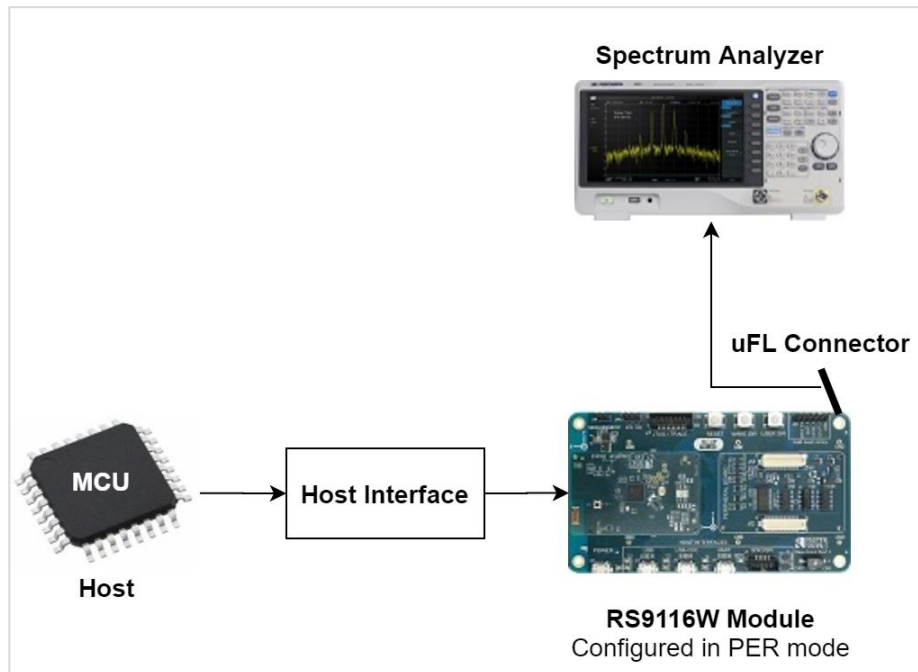 Spectrum Analyzer
uFL Connector
MCU
Host Interface
Host
RS9116W Module
Configured in PER mode